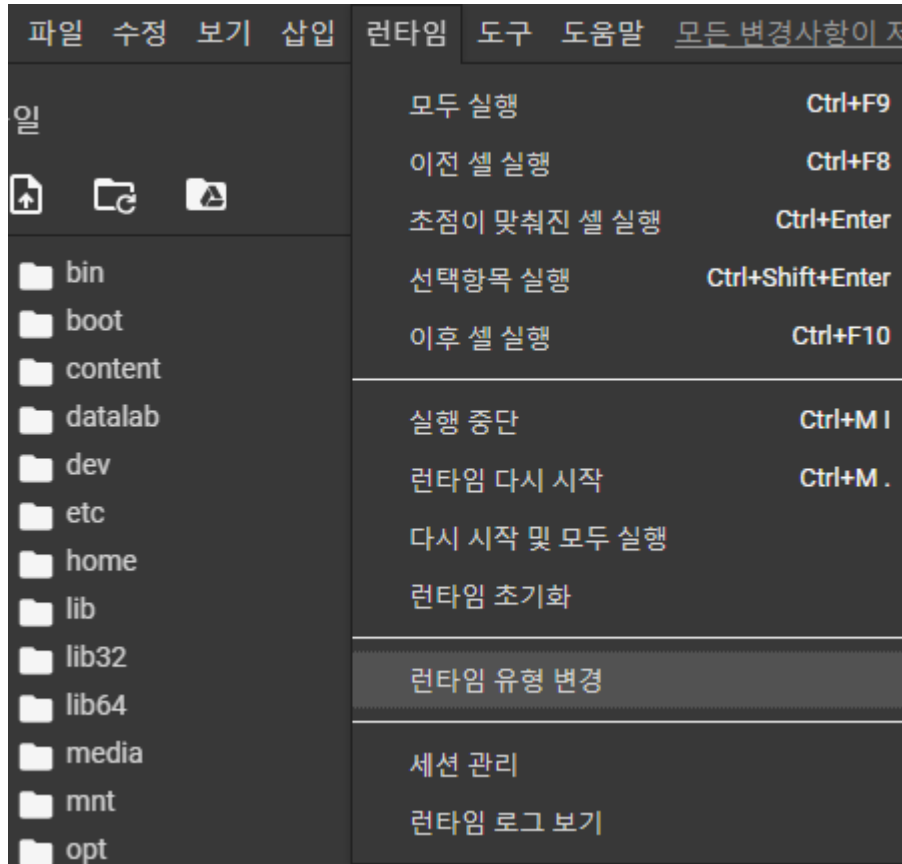 파일 수정 보기 삽입 런타임 도구 도움말 모든 변경사항이
일
bin
boot
content
datalab
dev
etc
home
lib
lib32
lib64
media
mnt
opt
모두 실행 Ctrl+F9
이전 셀 실행 Ctrl+F8
초점이 맞춰진 셀 실행 Ctrl+Enter
선택항목 실행 Ctrl+Shift+Enter
이후 셀 실행 Ctrl+F10
실행 중단 Ctrl+M I
런타임 다시 시작 Ctrl+M .
다시 시작 및 모두 실행
런타임 초기화
런타임 유형 변경
세션 관리
런타임 로그 보기